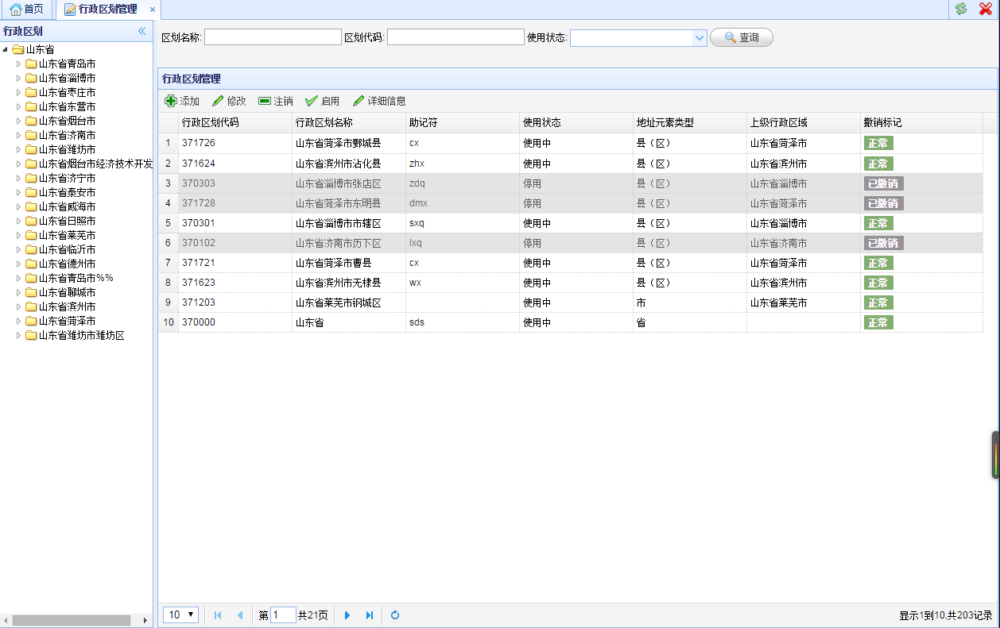 首页 行政区划管理
行政区划
区划名称: 区划代码: 使用状态: 查询
山东省
山东省青岛市
山东省淄博市
山东省枣庄市
山东省东营市
山东省烟台市
山东省济南市
山东省潍坊市
山东省烟台市经济技术开发
山东省济宁市
山东省泰安市
山东省威海市
山东省日照市
山东省莱芜市
山东省临沂市
山东省德州市
山东省青岛市%%
山东省聊城市
山东省滨州市
山东省菏泽市
山东省潍坊市潍坊区
行政区划管理
添加 修改 注销 启用 详细信息
行政区划代码 行政区划名称 助记符 使用状态 地址元素类型 上级行政区域 撤销标记
1 371726 山东省菏泽市鄄城县 cx 使用中 县（区） 山东省菏泽市 正常
2 371624 山东省滨州市沾化县 zhx 使用中 县（区） 山东省滨州市 正常
3 370303 山东省淄博市张店区 zdq 停用 县（区） 山东省淄博市 已撤销
4 371728 山东省菏泽市东明县 dmx 停用 县（区） 山东省菏泽市 已撤销
5 370301 山东省淄博市市辖区 sxq 使用中 县（区） 山东省淄博市 正常
6 370102 山东省济南市历下区 lxq 停用 县（区） 山东省济南市 已撤销
7 371721 山东省菏泽市曹县 cx 使用中 县（区） 山东省菏泽市 正常
8 371623 山东省滨州市无棣县 wx 使用中 县（区） 山东省滨州市 正常
9 371203 山东省莱芜市钢城区 使用中 市 山东省莱芜市 正常
10 370000 山东省 sds 使用中 省 正常
10 第 1 共21页 显示1到10,共203记录